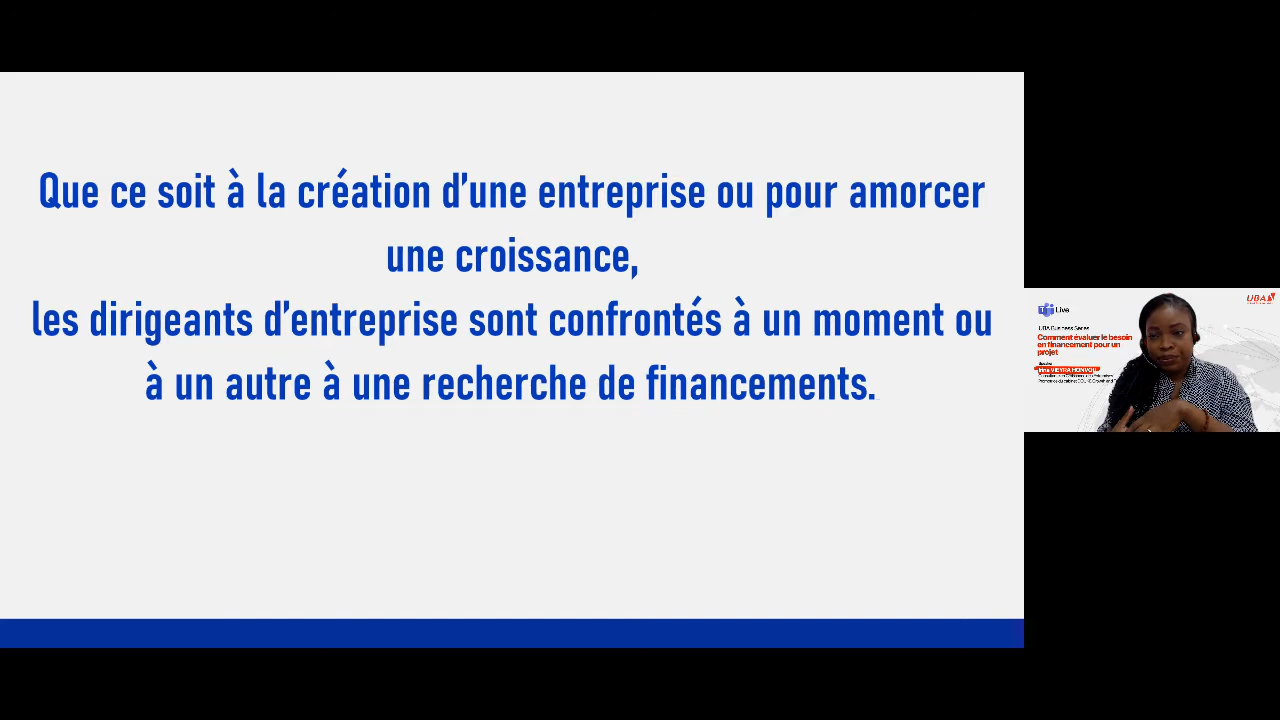 Que ce soit à la création d'une entreprise ou pour amorcer
une croissance,
les dirigeants d'entreprise sont confrontés à un moment ou
à un autre à une recherche de financements.
Live
UBA
UBA Business Series
Comment évaluer le besoin
en financement pour un
projet
VIEYRA HONVOU